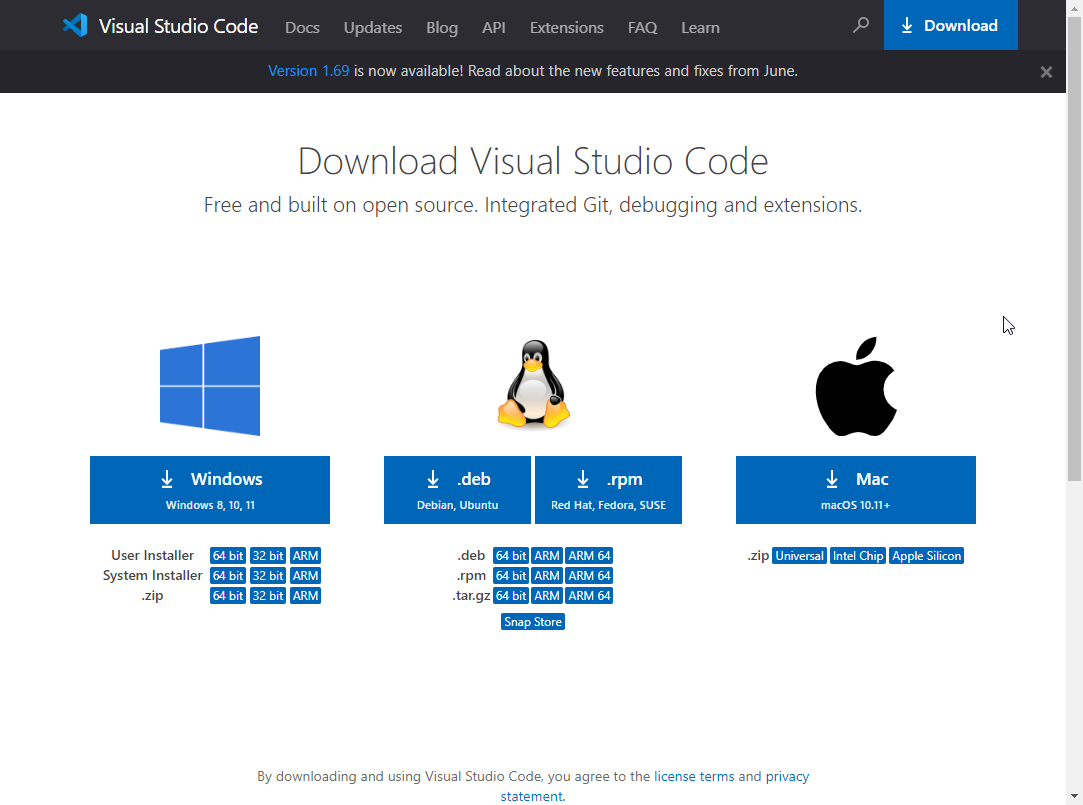 Visual Studio Code Docs Updates Blog API Extensions FAQ Learn Download
Version 1.69 is now available! Read about the new features and fixes from June.
Download Visual Studio Code
Free and built on open source. Integrated Git, debugging and extensions.
Windows
Windows 8, 10, 11
.deb
Debian, Ubuntu
.rpm
Red Hat, Fedora, SUSE
Mac
macOS 10.11+
User Installer 64 bit 32 bit ARM
System Installer 64 bit 32 bit ARM
.zip 64 bit 32 bit ARM
.deb 64 bit ARM ARM 64
.rpm 64 bit ARM ARM 64
.tar.gz 64 bit ARM ARM 64
Snap Store
.zip Universal Intel Chip Apple Silicon
By downloading and using Visual Studio Code, you agree to the license terms and privacy
statement.